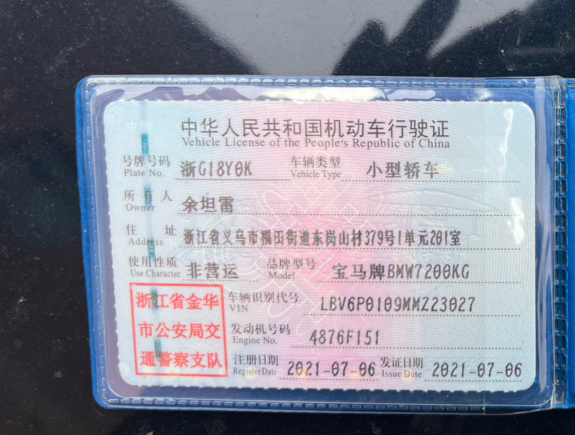 中华人民共和国机动车行驶证
Vehicle License of the People's Republic of China
号牌号码 浙G18Y0K 车辆类型 小型轿车
Plate No. Vehicle Type
所有人 余坦雷
Owner
住址 浙江省义乌市福田街道东岗山村379号1单元201室
Address
使用性质 非营运 品牌型号 宝马牌BMW7200KG
Use Character Model
浙江省金华
市公安局交
通警察支队
车辆识别代号 LBV6P0109MMZ23027
VIN
发动机号码 4876F151
Engine No.
注册日期 2021-07-06 发证日期 2021-07-06
Register Date Issue Date